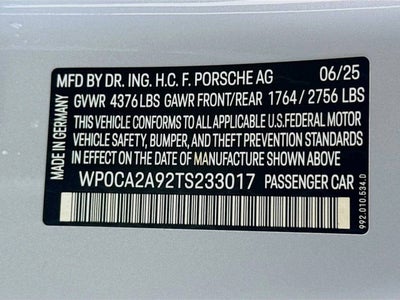 MFD BY DR. ING. H.C. F. PORSCHE AG 06/25
GVWR 4376 LBS GAWR FRONT/REAR 1764 / 2756 LBS
THIS VEHICLE CONFORMS TO ALL APPLICABLE
U.S.FEDERAL MOTOR
VEHICLE SAFETY, BUMPER, AND THEFT PREVENTION STANDARDS
IN EFFECT ON THE DATE OF MANUFACTURE SHOWN ABOVE
WP0CA2A92TS233017 PASSENGER CAR
MADE IN GERMANY
992.010.534.D